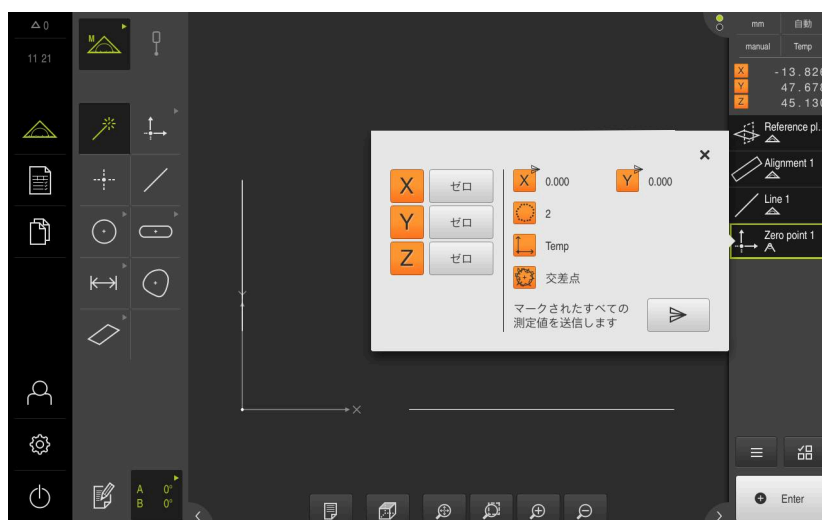 0
11 21
M
A 0°
B 0°
X ゼロ
Y ゼロ
Z ゼロ
X 0.000 Y 0.000
2
Temp
交差点
マークされたすべての
測定値を送信します
X
mm 自動
manual Temp
X -13.826
Y 47.678
Z 45.130
Reference pl.
Alignment 1
Line 1
Zero point 1
Enter